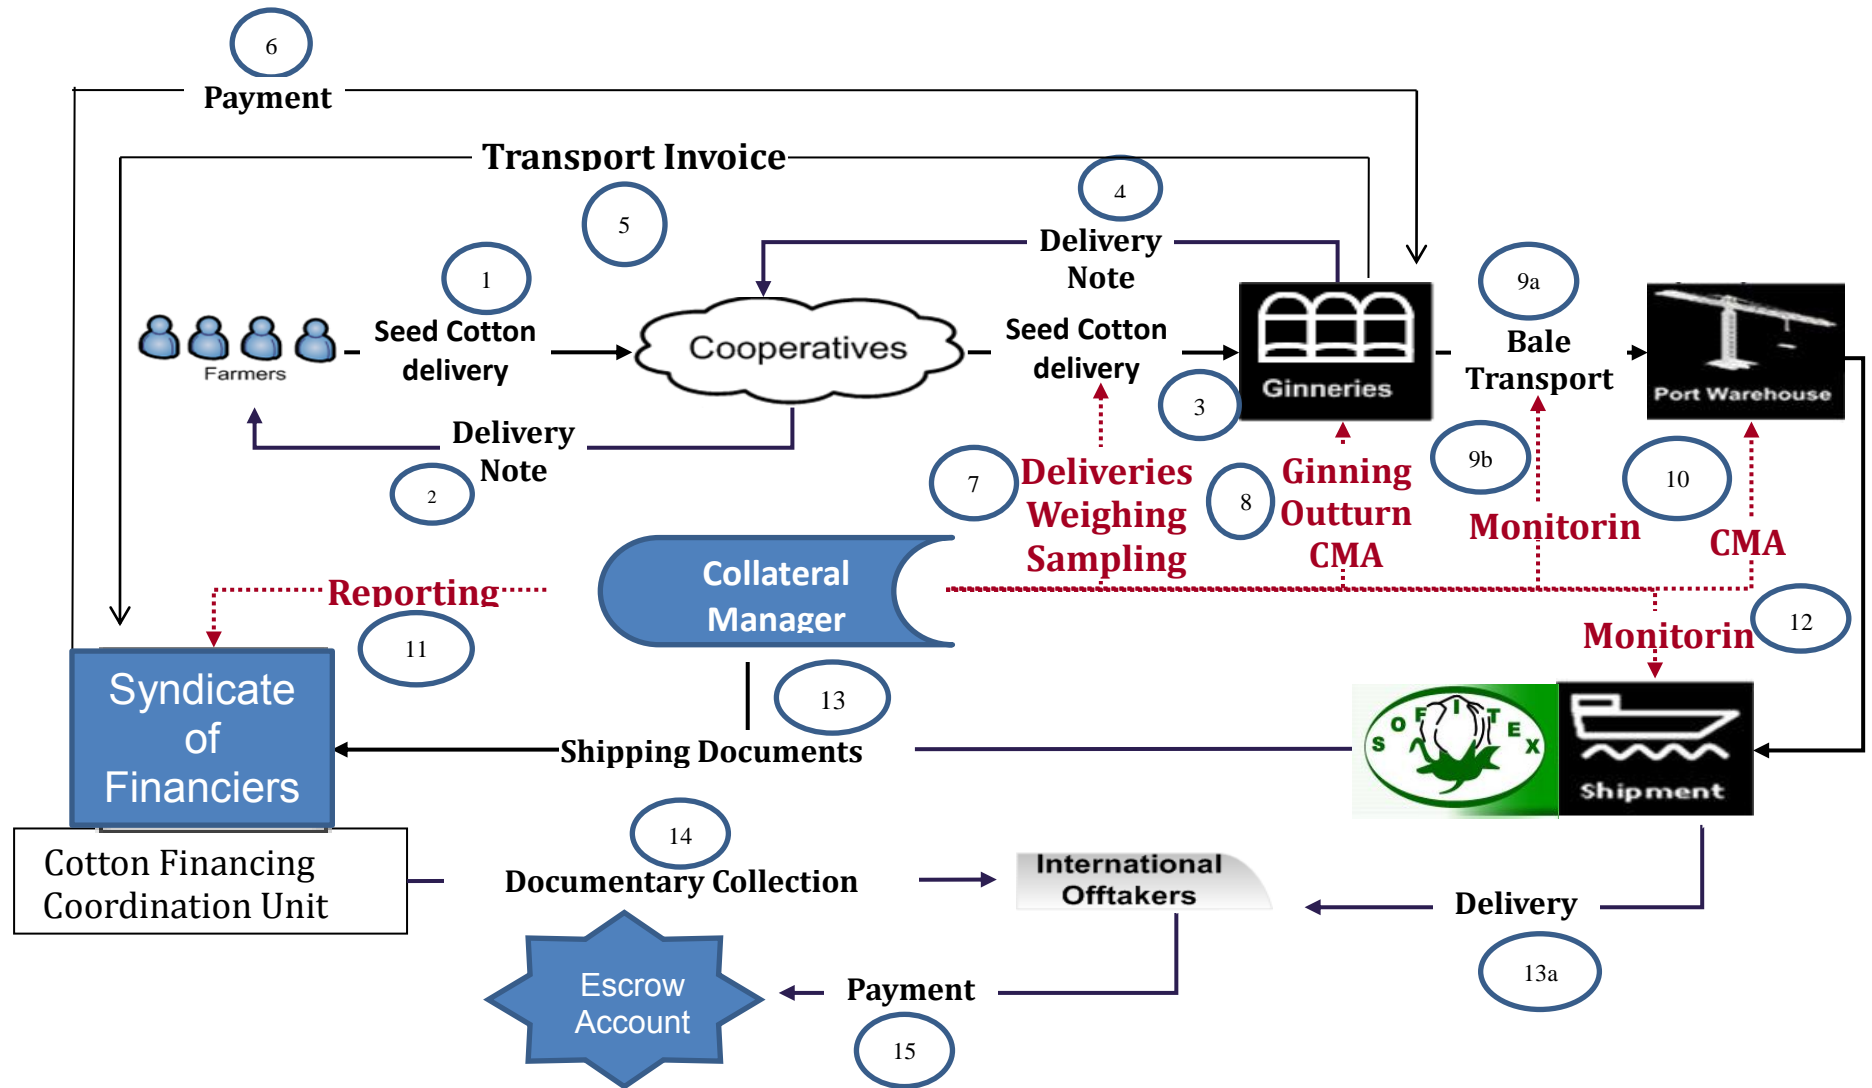 6
Payment
Transport Invoice
4
5
Delivery
Note
1
9a
Seed Cotton
delivery
Cooperatives
Seed Cotton
delivery
Ginneries
Bale
Transport
Port Warehouse
Farmers
3
Delivery
Note
2
7
Deliveries
Weighing
Sampling
8
Ginning
Outturn
CMA
9b
Monitorin
10
CMA
Collateral
Manager
Reporting
11
12
Monitorin
13
Syndicate
of
Financiers
Shipping Documents
SOFITEX
Shipment
14
Cotton Financing
Coordination Unit
Documentary Collection
International
Offtakers
Delivery
13a
Escrow
Account
Payment
15